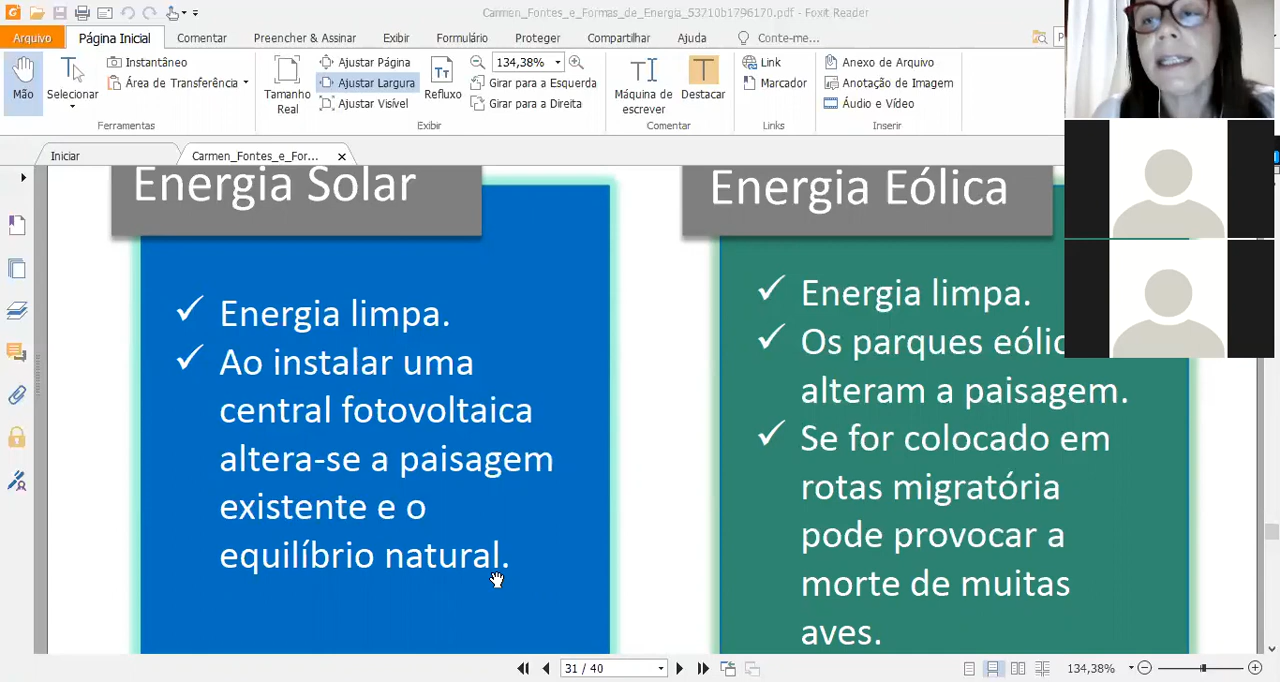 Carmen_Fontes_e_Formas_de_Energia_53710b1796170.pdf - Foxit Reader
Arquivo
Página Inicial
Comentar
Preencher & Assinar
Exibir
Formulário
Proteger
Compartilhar
Ajuda
Conte-me...
Mão
Selecionar
Instantâneo
Área de Transferência
Ferramentas
Tamanho
Real
Ajustar Página
Ajustar Largura
Ajustar Visível
Refluxo
134,38%
Girar para a Esquerda
Girar para a Direita
Exibir
Máquina de
escrever
Destacar
Comentar
Link
Marcador
Links
Anexo de Arquivo
Anotação de Imagem
Áudio e Vídeo
Inserir
Iniciar
Carmen_Fontes_e_For...
Energia Solar
Energia limpa.
Ao instalar uma
central fotovoltaica
altera-se a paisagem
existente e o
equilíbrio natural.
Energia Eólica
Energia limpa.
Os parques
alteram a paisagem.
Se for colocado em
rotas migratória
pode provocar a
morte de muitas
aves.
31 / 40
134,38%